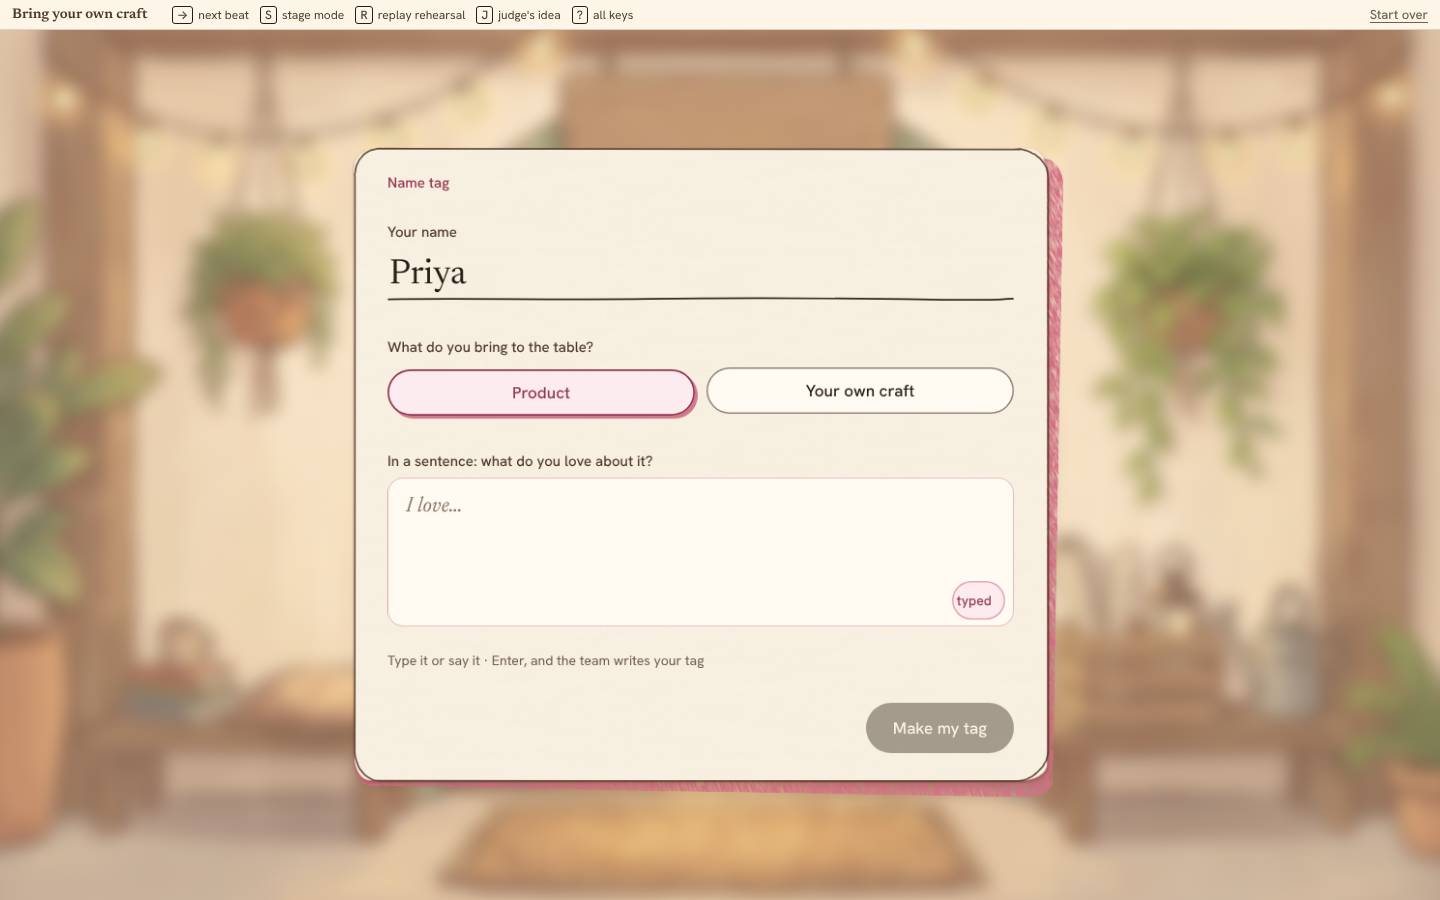 Bring your own craft → next beat S stage mode R replay rehearsal J judge's idea ? all keys Start over
Name tag
Your name
Priya
What do you bring to the table?
Product Your own craft
In a sentence: what do you love about it?
I love...
typed
Type it or say it · Enter, and the team writes your tag
Make my tag